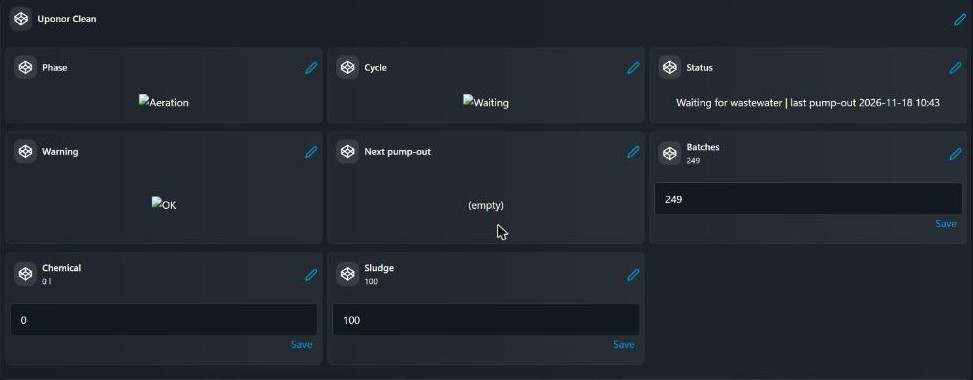 Uponor Clean
Phase
Aeration
Cycle
Waiting
Status
Waiting for wastewater | last pump-out 2026-11-18 10:43
Warning
OK
Next pump-out
(empty)
Batches
249
249
Save
Chemical
0 l
0
Save
Sludge
100
100
Save